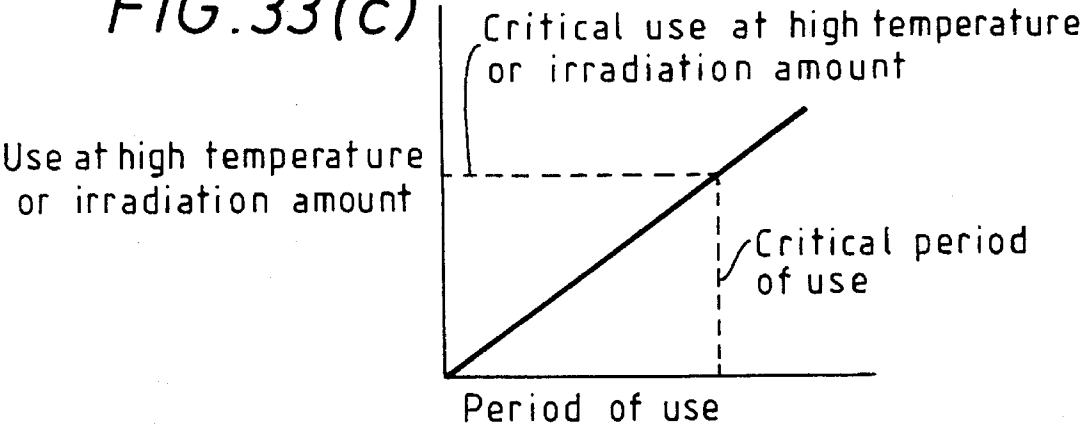 FIG.33(c)
Critical use at high temperature
or irradiation amount
Use at high temperature
or irradiation amount
Critical period
of use
Period of use